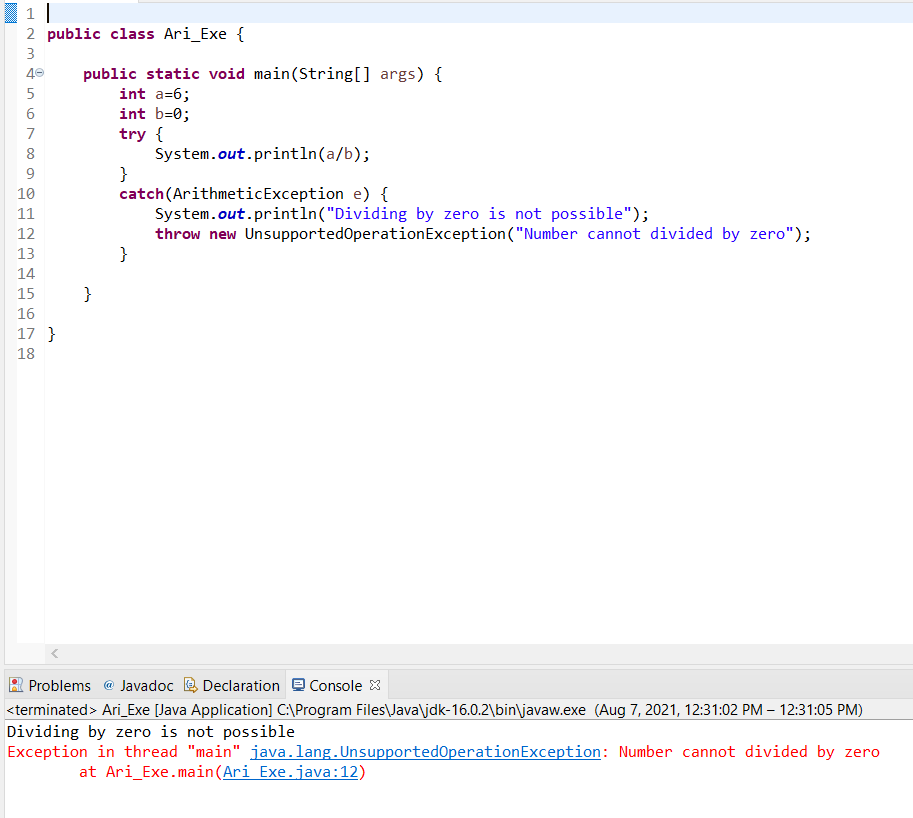 1
2 public class Ari_Exe {
3
4 public static void main(String[] args) {
5 int a=6;
6 int b=0;
7 try {
8 System.out.println(a/b);
9 }
10 catch(ArithmeticException e) {
11 System.out.println("Dividing by zero is not possible");
12 throw new UnsupportedOperationException("Number cannot divided by zero");
13 }
14
15 }
16
17 }
18
Problems @ Javadoc Declaration Console
<terminated> Ari_Exe [Java Application] C:\Program Files\Java\jdk-16.0.2\bin\javaw.exe (Aug 7, 2021, 12:31:02 PM – 12:31:05 PM)
Dividing by zero is not possible
Exception in thread "main" java.lang.UnsupportedOperationException: Number cannot divided by zero
at Ari_Exe.main(Ari_Exe.java:12)